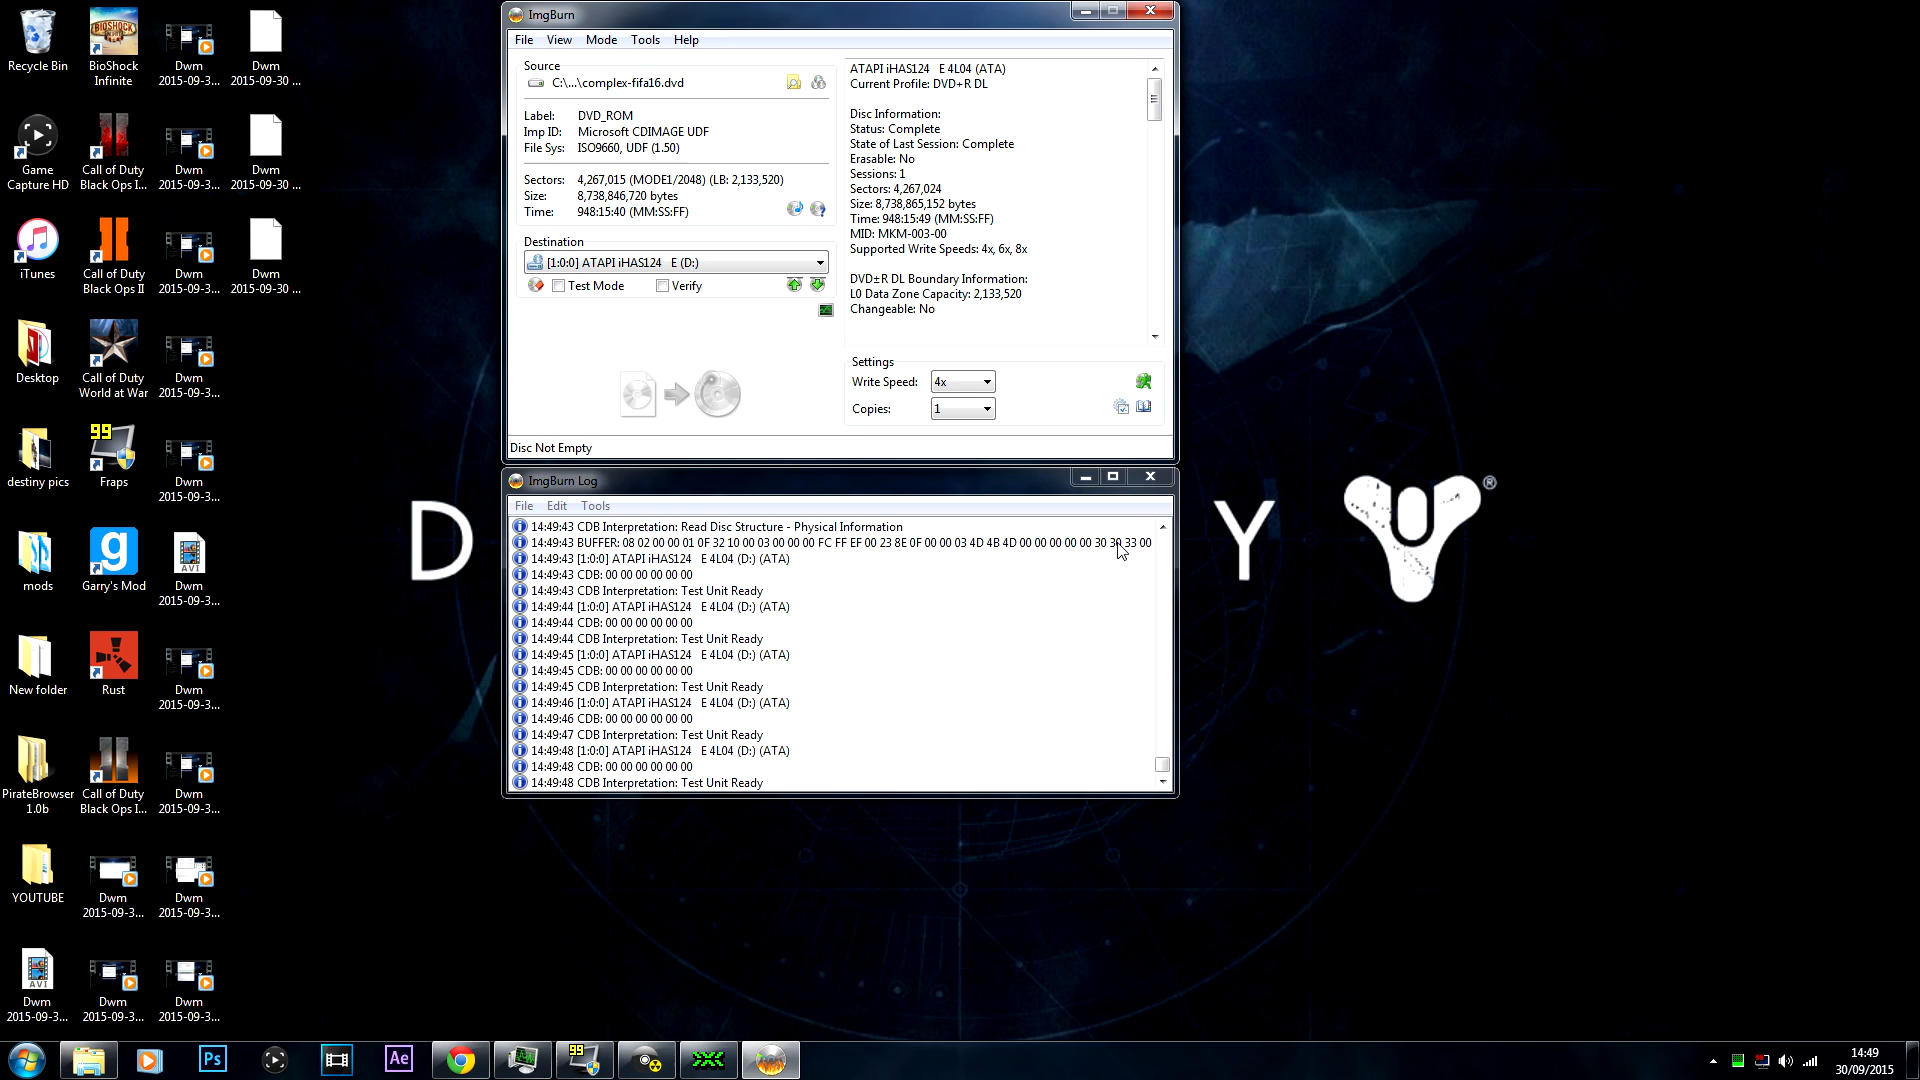 Recycle Bin
BioShock
Infinite
Dwm
2015-09-3...
Dwm
2015-09-30 ...
Game
Capture HD
Call of Duty
Black Ops I...
Dwm
2015-09-3...
Dwm
2015-09-30 ...
iTunes
Call of Duty
Black Ops II
Dwm
2015-09-3...
Dwm
2015-09-30 ...
Desktop
Call of Duty
World at War
Dwm
2015-09-3...
destiny pics
99
Fraps
Dwm
2015-09-3...
mods
Garry's Mod
AVI
Dwm
2015-09-3...
New folder
Rust
Dwm
2015-09-3...
PirateBrowser
1.0b
Call of Duty
Black Ops I...
Dwm
2015-09-3...
YOUTUBE
Dwm
2015-09-3...
Dwm
2015-09-3...
AVI
Dwm
2015-09-3...
Dwm
2015-09-3...
Dwm
2015-09-3...
ImgBurn
File View Mode Tools Help
Source
C:\...\complex-fifa16.dvd
Label: DVD_ROM
Imp ID: Microsoft CDIMAGE UDF
File Sys: ISO9660, UDF (1.50)
Sectors: 4,267,015 (MODE1/2048) (LB: 2,133,520)
Size: 8,738,846,720 bytes
Time: 948:15:40 (MM:SS:FF)
Destination
[1:0:0] ATAPI iHAS124 E (D:)
Test Mode Verify
ATAPI iHAS124 E 4L04 (ATA)
Current Profile: DVD+R DL
Disc Information:
Status: Complete
State of Last Session: Complete
Erasable: No
Sessions: 1
Sectors: 4,267,024
Size: 8,738,865,152 bytes
Time: 948:15:49 (MM:SS:FF)
MID: MKM-003-00
Supported Write Speeds: 4x, 6x, 8x
DVD±R DL Boundary Information:
L0 Data Zone Capacity: 2,133,520
Changeable: No
Settings
Write Speed: 4x
Copies: 1
Disc Not Empty
ImgBurn Log
File Edit Tools
14:49:43 CDB Interpretation: Read Disc Structure - Physical Information
14:49:43 BUFFER: 08 02 00 00 01 0F 32 10 00 03 00 00 00 FC FF EF 00 23 8E 0F 00 00 03 4D 4B 4D 00 00 00 00 00 30 30 33 00
14:49:43 [1:0:0] ATAPI iHAS124 E 4L04 (D:) (ATA)
14:49:43 CDB: 00 00 00 00 00 00
14:49:43 CDB Interpretation: Test Unit Ready
14:49:44 [1:0:0] ATAPI iHAS124 E 4L04 (D:) (ATA)
14:49:44 CDB: 00 00 00 00 00 00
14:49:44 CDB Interpretation: Test Unit Ready
14:49:45 [1:0:0] ATAPI iHAS124 E 4L04 (D:) (ATA)
14:49:45 CDB: 00 00 00 00 00 00
14:49:45 CDB Interpretation: Test Unit Ready
14:49:46 [1:0:0] ATAPI iHAS124 E 4L04 (D:) (ATA)
14:49:46 CDB: 00 00 00 00 00 00
14:49:47 CDB Interpretation: Test Unit Ready
14:49:48 [1:0:0] ATAPI iHAS124 E 4L04 (D:) (ATA)
14:49:48 CDB: 00 00 00 00 00 00
14:49:48 CDB Interpretation: Test Unit Ready
D Y ®
Ps
Ae
99
14:49
30/09/2015